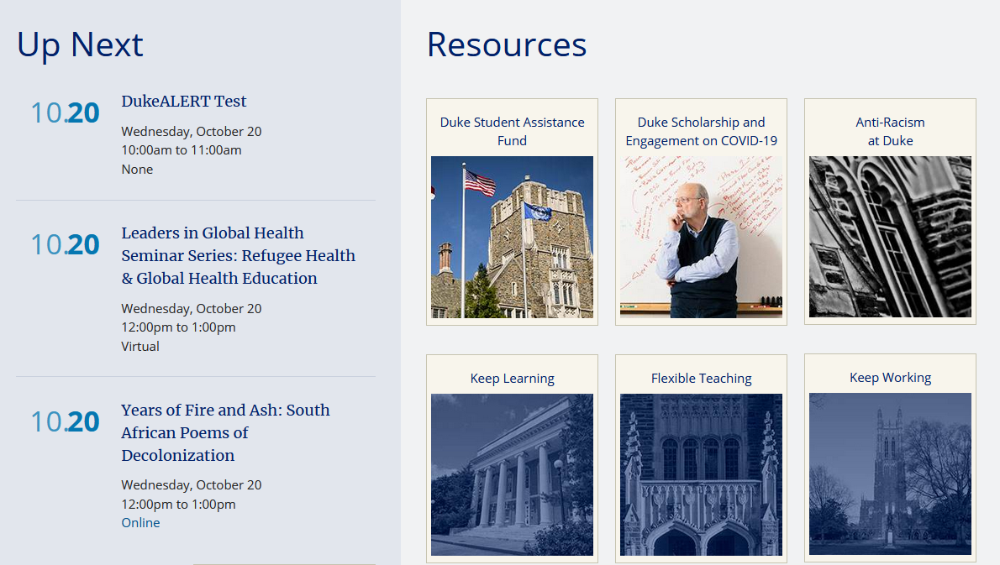 Up Next
10.20
DukeALERT Test
Wednesday, October 20
10:00am to 11:00am
None
10.20
Leaders in Global Health
Seminar Series: Refugee Health
& Global Health Education
Wednesday, October 20
12:00pm to 1:00pm
Virtual
10.20
Years of Fire and Ash: South
African Poems of
Decolonization
Wednesday, October 20
12:00pm to 1:00pm
Online
Resources
Duke Student Assistance
Fund
Duke Scholarship and
Engagement on COVID-19
Anti-Racism
at Duke
Keep Learning
Flexible Teaching
Keep Working